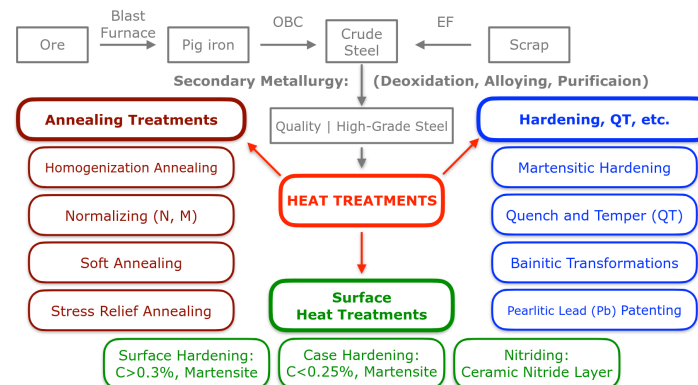 Blast
Furnace
OBC
EF
Ore
Pig iron
Crude
Steel
Scrap
Secondary Metallurgy: (Deoxidation, Alloying, Purificaion)
Annealing Treatments
Quality | High-Grade Steel
Hardening, QT, etc.
Homogenization Annealing
Normalizing (N, M)
Soft Annealing
Stress Relief Annealing
HEAT TREATMENTS
Martensitic Hardening
Quench and Temper (QT)
Bainitic Transformations
Pearlitic Lead (Pb) Patenting
Surface
Heat Treatments
Surface Hardening:
C>0.3%, Martensite
Case Hardening:
C<0.25%, Martensite
Nitriding:
Ceramic Nitride Layer